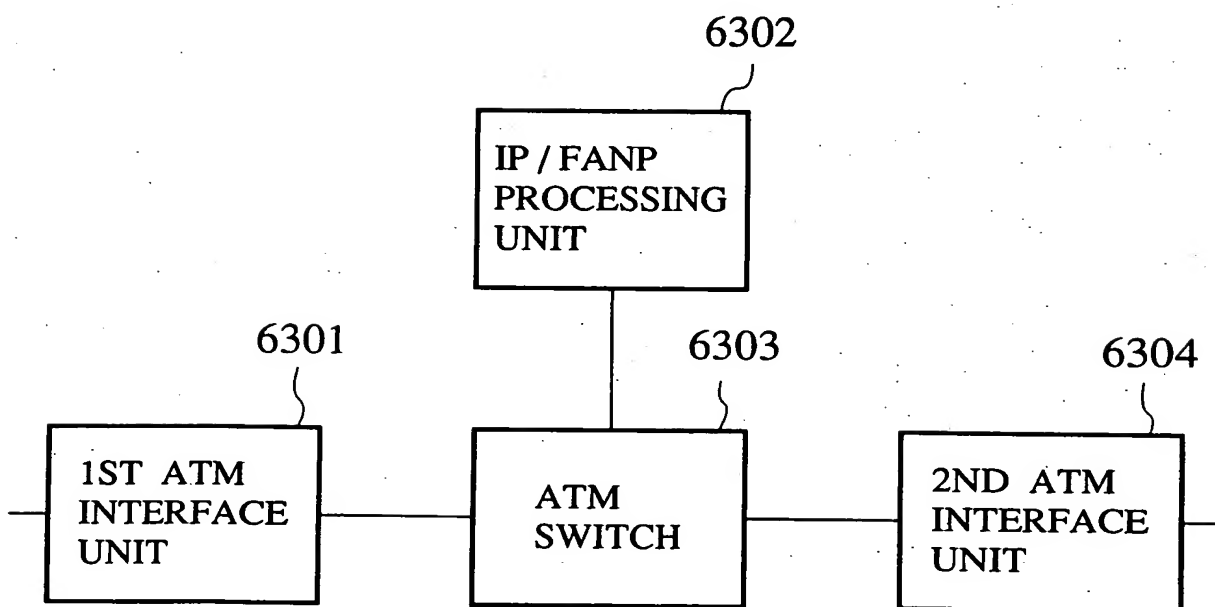 6302
IP / FANP
PROCESSING
UNIT
6301
1ST ATM
INTERFACE
UNIT
6303
ATM
SWITCH
6304
2ND ATM
INTERFACE
UNIT